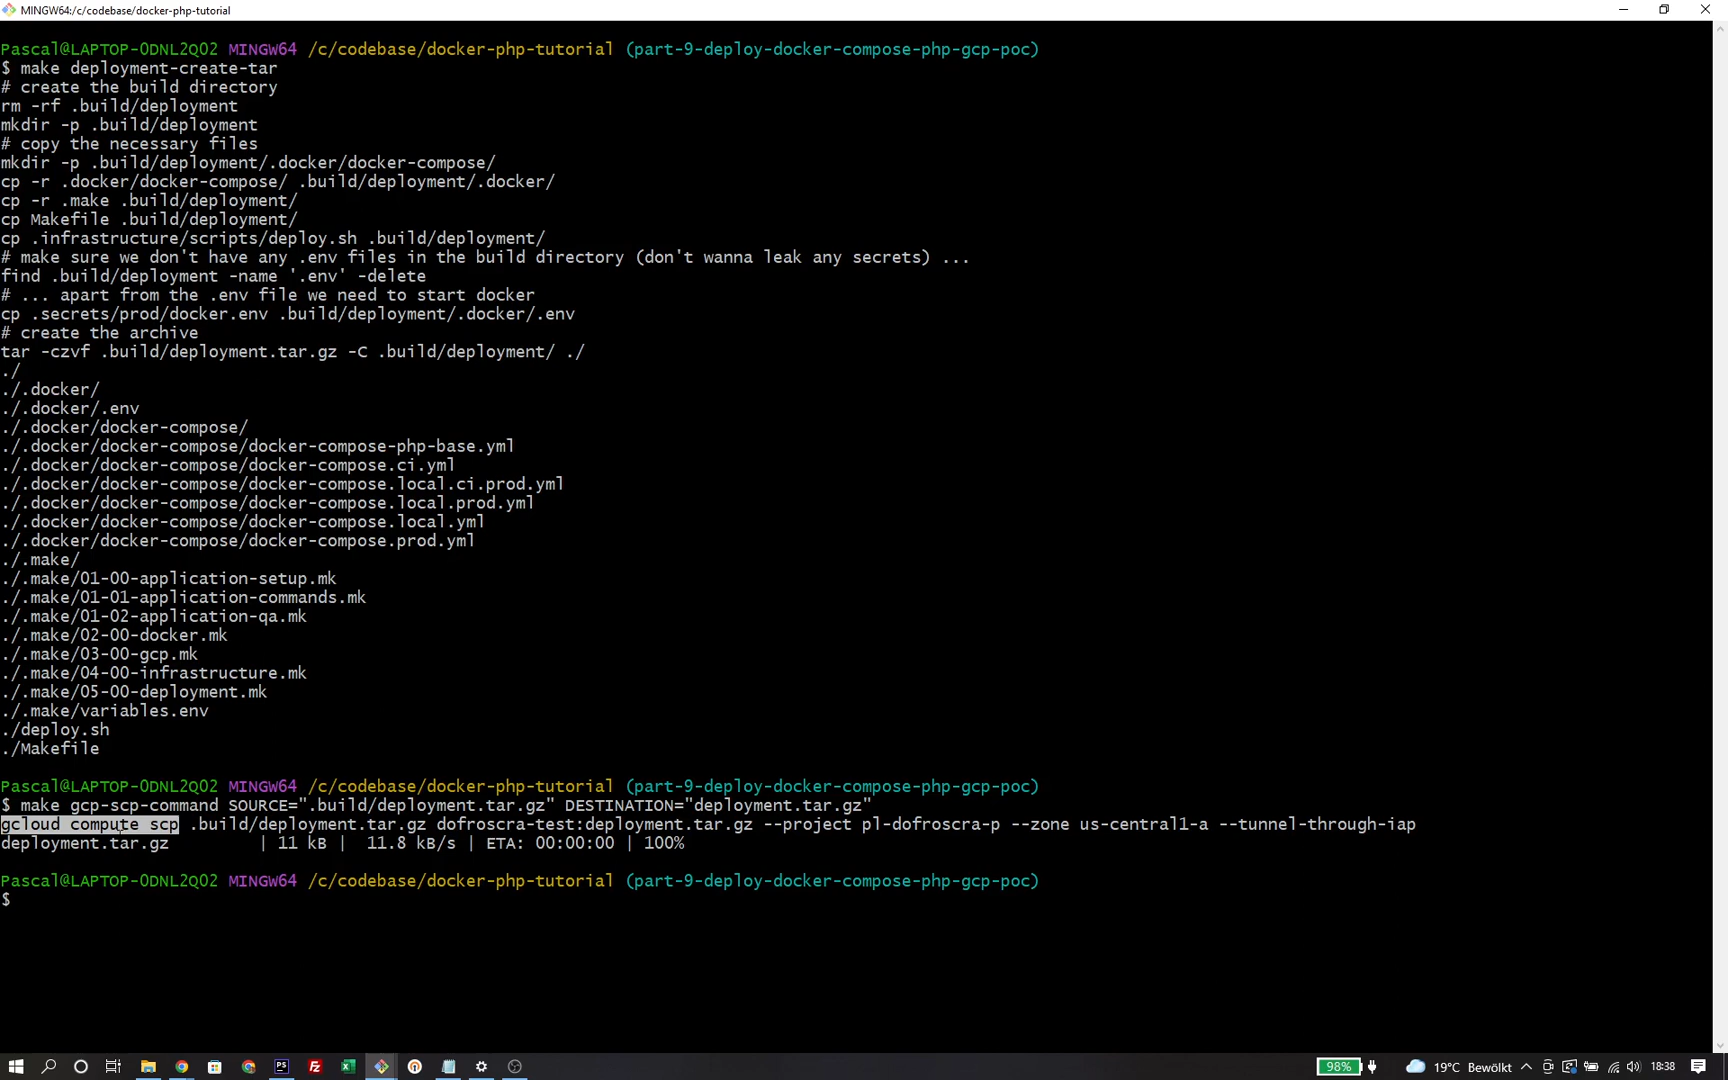 MINGW64:/c/codebase/docker-php-tutorial
Pascal@LAPTOP-0DNL2Q02 MINGW64 /c/codebase/docker-php-tutorial (part-9-deploy-docker-compose-php-gcp-poc)
$ make deployment-create-tar
# create the build directory
rm -rf .build/deployment
mkdir -p .build/deployment
# copy the necessary files
mkdir -p .build/deployment/.docker/docker-compose/
cp -r .docker/docker-compose/ .build/deployment/.docker/
cp -r .make .build/deployment/
cp Makefile .build/deployment/
cp .infrastructure/scripts/deploy.sh .build/deployment/
# make sure we don't have any .env files in the build directory (don't wanna leak any secrets) ...
find .build/deployment -name '.env' -delete
# ... apart from the .env file we need to start docker
cp .secrets/prod/docker.env .build/deployment/.docker/.env
# create the archive
tar -czvf .build/deployment.tar.gz -C .build/deployment/ ./
./
./.docker/
./.docker/.env
./.docker/docker-compose/
./.docker/docker-compose/docker-compose-php-base.yml
./.docker/docker-compose/docker-compose.ci.yml
./.docker/docker-compose/docker-compose.local.ci.prod.yml
./.docker/docker-compose/docker-compose.local.prod.yml
./.docker/docker-compose/docker-compose.local.yml
./.docker/docker-compose/docker-compose.prod.yml
./.make/
./.make/01-00-application-setup.mk
./.make/01-01-application-commands.mk
./.make/01-02-application-qa.mk
./.make/02-00-docker.mk
./.make/03-00-gcp.mk
./.make/04-00-infrastructure.mk
./.make/05-00-deployment.mk
./.make/variables.env
./deploy.sh
./Makefile
Pascal@LAPTOP-0DNL2Q02 MINGW64 /c/codebase/docker-php-tutorial (part-9-deploy-docker-compose-php-gcp-poc)
$ make gcp-scp-command SOURCE=".build/deployment.tar.gz" DESTINATION="deployment.tar.gz"
gcloud compute scp .build/deployment.tar.gz dofroscra-test:deployment.tar.gz --project pl-dofroscra-p --zone us-central1-a --tunnel-through-iap
deployment.tar.gz | 11 kB | 11.8 kB/s | ETA: 00:00:00 | 100%
Pascal@LAPTOP-0DNL2Q02 MINGW64 /c/codebase/docker-php-tutorial (part-9-deploy-docker-compose-php-gcp-poc)
$
98% 19°C Bewölkt 18:38